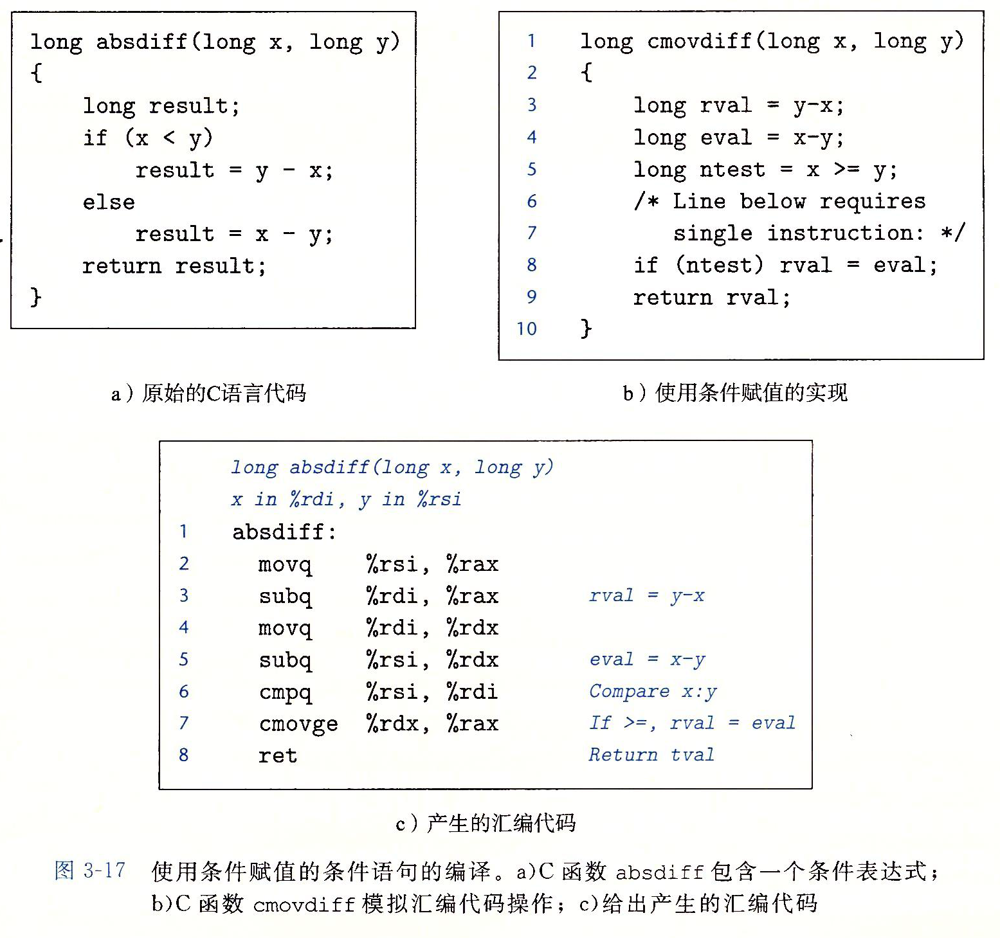 long absdiff(long x, long y)
{
    long result;
    if (x < y)
        result = y - x;
    else
        result = x - y;
    return result;
}
a）原始的C语言代码
1 long cmovdiff(long x, long y)
2 {
3     long rval = y-x;
4     long eval = x-y;
5     long ntest = x >= y;
6     /* Line below requires
7        single instruction: */
8     if (ntest) rval = eval;
9     return rval;
10 }
b）使用条件赋值的实现
long absdiff(long x, long y)
x in %rdi, y in %rsi
1 absdiff:
2   movq    %rsi, %rax
3   subq    %rdi, %rax    rval = y-x
4   movq    %rdi, %rdx
5   subq    %rsi, %rdx    eval = x-y
6   cmpq    %rsi, %rdi    Compare x:y
7   cmovge  %rdx, %rax    If >=, rval = eval
8   ret    Return tval
c）产生的汇编代码
图 3-17 使用条件赋值的条件语句的编译。a)C 函数 absdiff 包含一个条件表达式；
b)C 函数 cmovdiff 模拟汇编代码操作；c)给出产生的汇编代码